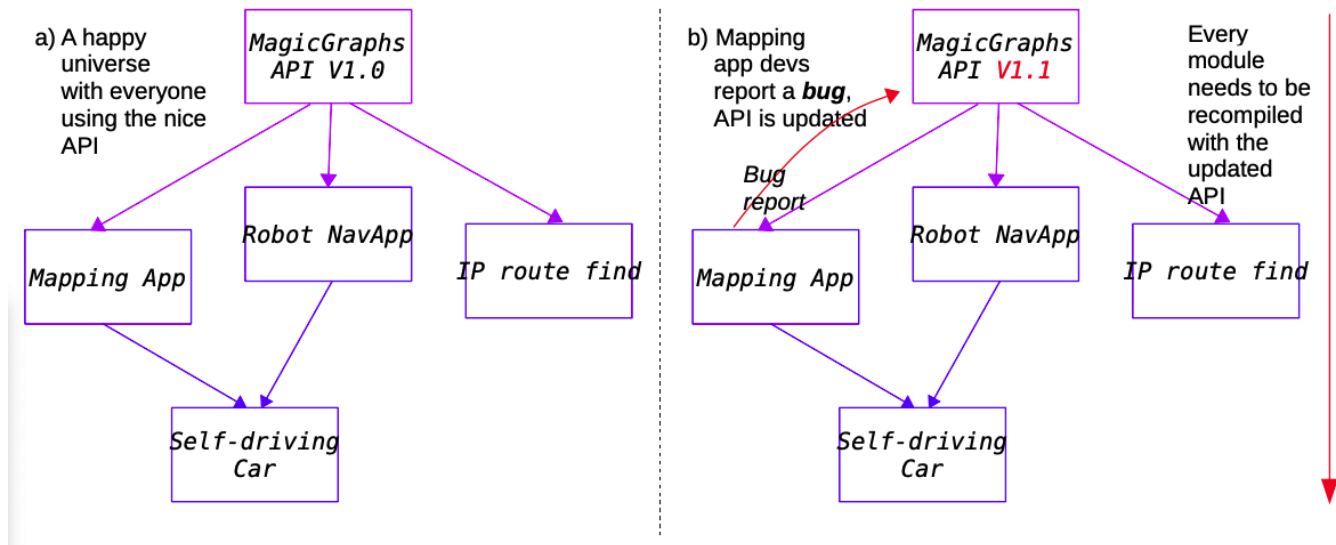 a) A happy
universe
with everyone
using the nice
API
MagicGraphs
API V1.0
Robot NavApp
Mapping App
IP route find
Self-driving
Car
b) Mapping
app devs
report a bug,
API is updated
MagicGraphs
API V1.1
Every
module
needs to be
recompiled
with the
updated
API
Bug
report
Robot NavApp
Mapping App
IP route find
Self-driving
Car